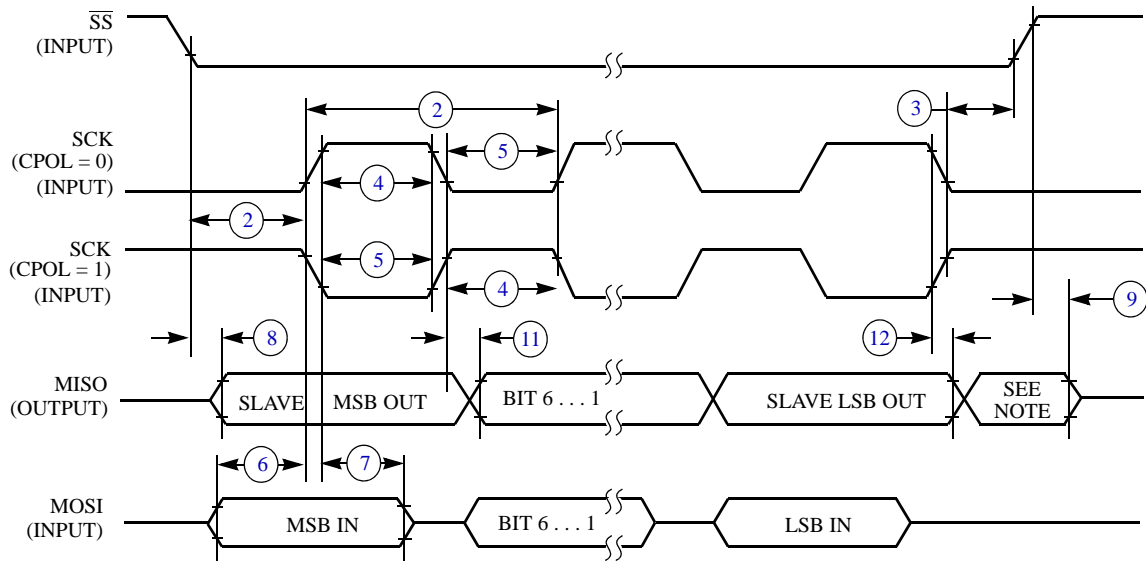 SS
(INPUT)
2
3
SCK
(CPOL = 0)
(INPUT)
5
4
2
SCK
(CPOL = 1)
(INPUT)
5
4
9
8
11
12
MISO
(OUTPUT)
SLAVE MSB OUT
BIT 6 . . . 1
SLAVE LSB OUT
SEE
NOTE
6
7
MOSI
(INPUT)
MSB IN
BIT 6 . . . 1
LSB IN